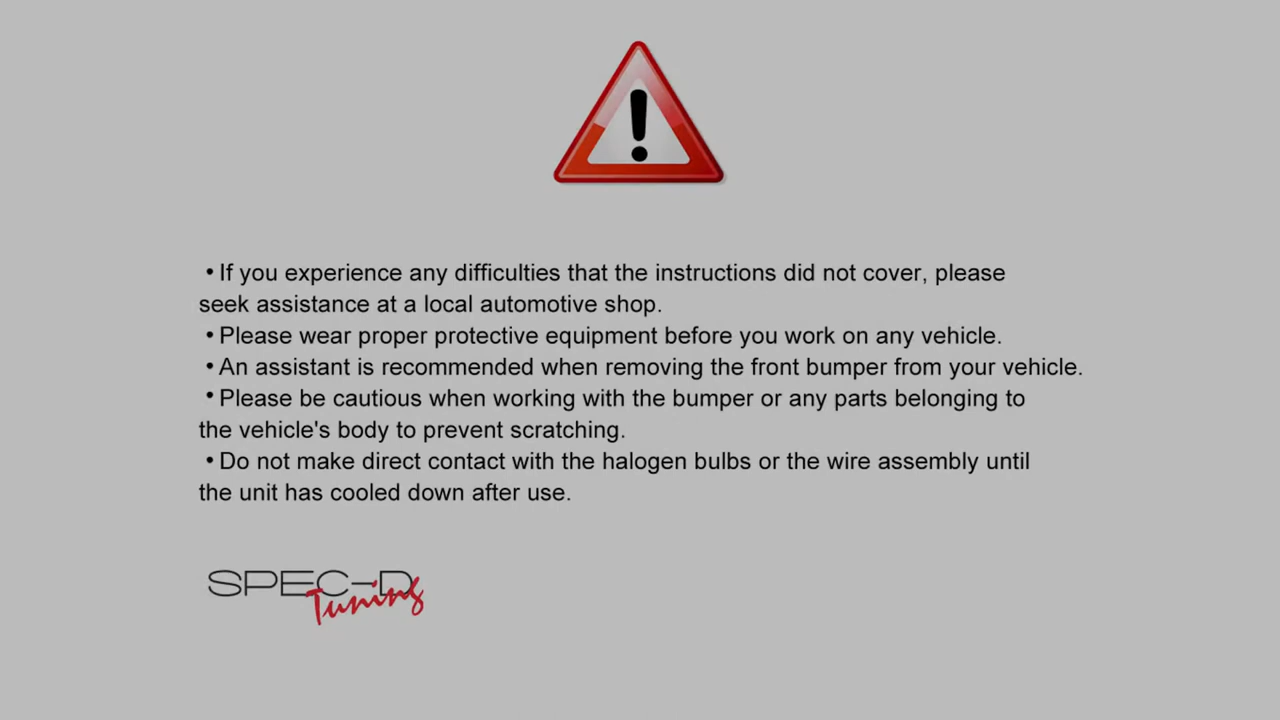 • If you experience any difficulties that the instructions did not cover, please
seek assistance at a local automotive shop.
• Please wear proper protective equipment before you work on any vehicle.
• An assistant is recommended when removing the front bumper from your vehicle.
• Please be cautious when working with the bumper or any parts belonging to
the vehicle's body to prevent scratching.
• Do not make direct contact with the halogen bulbs or the wire assembly until
the unit has cooled down after use.
SPEC-D
Tuning